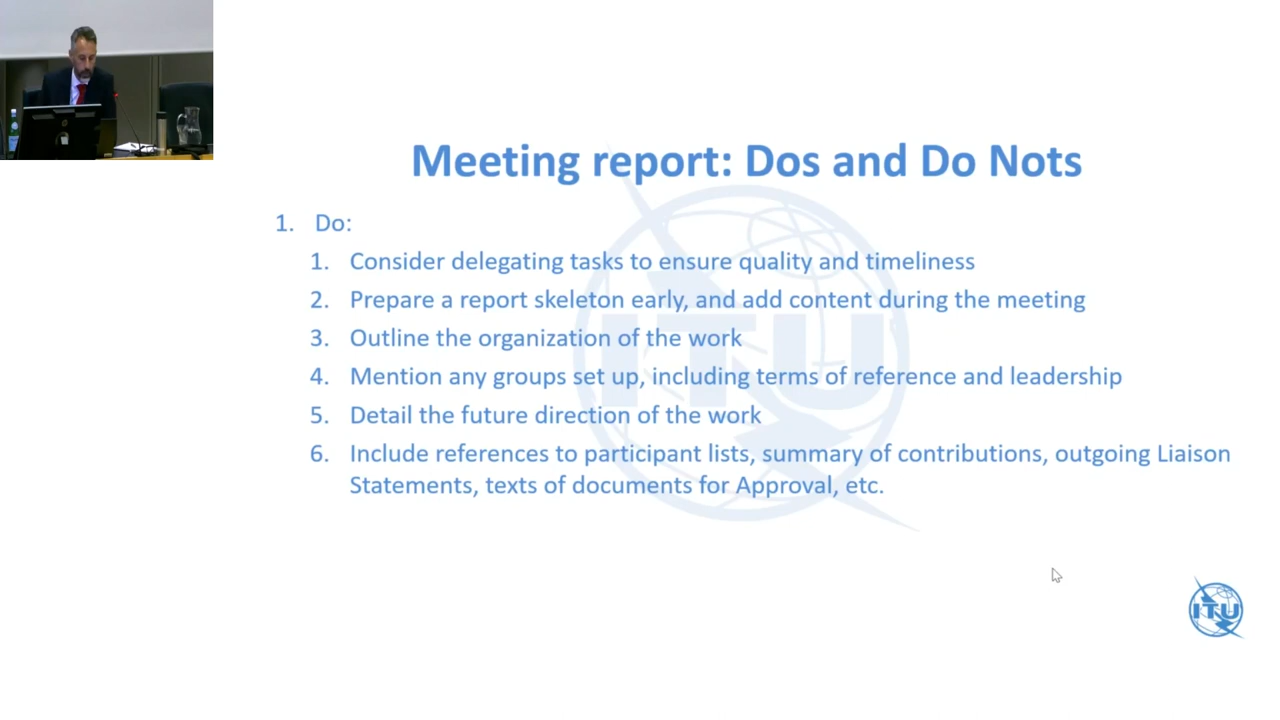 Meeting report: Dos and Do Nots
1. Do:
1. Consider delegating tasks to ensure quality and timeliness
2. Prepare a report skeleton early, and add content during the meeting
3. Outline the organization of the work
4. Mention any groups set up, including terms of reference and leadership
5. Detail the future direction of the work
6. Include references to participant lists, summary of contributions, outgoing Liaison
Statements, texts of documents for Approval, etc.
ITU
ITU